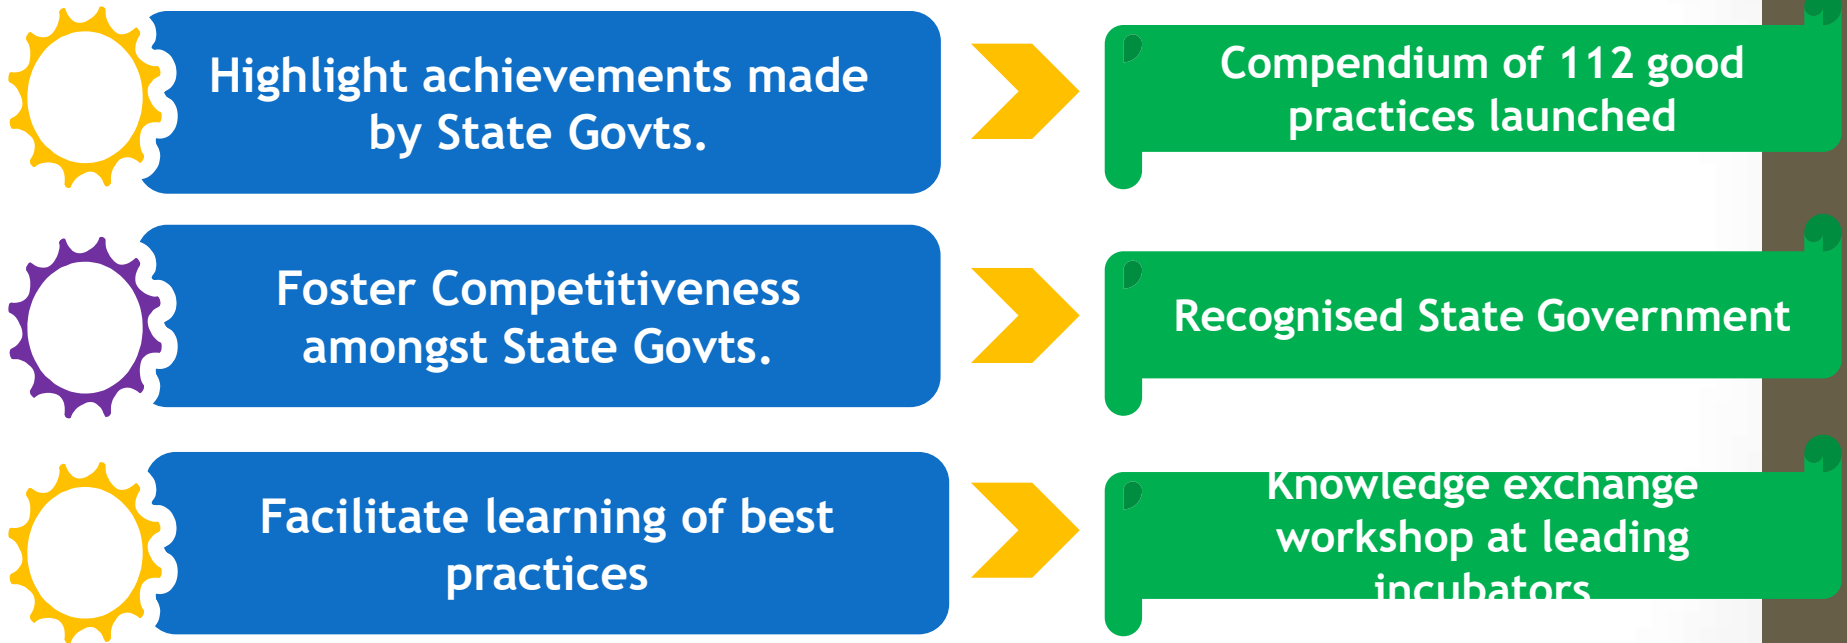 Highlight achievements made
by State Govts.
Compendium of 112 good
practices launched
Foster Competitiveness
amongst State Govts.
Recognised State Government
Facilitate learning of best
practices
Knowledge exchange
workshop at leading
incubators